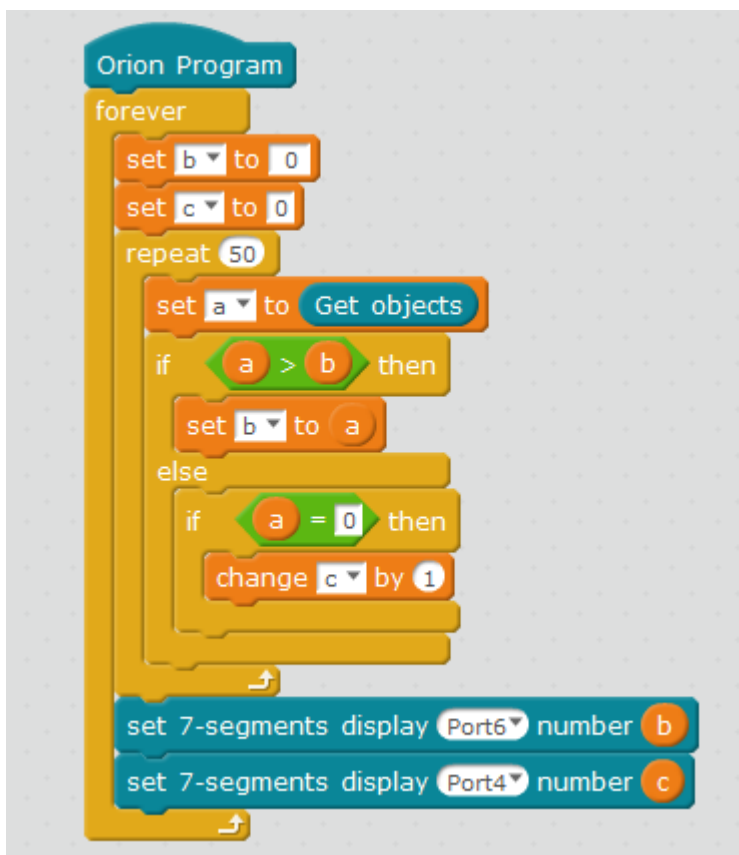 Orion Program
forever
set b to 0
set c to 0
repeat 50
set a to Get objects
if a > b then
set b to a
else
if a = 0 then
change c by 1
set 7-segments display Port6 number b
set 7-segments display Port4 number c